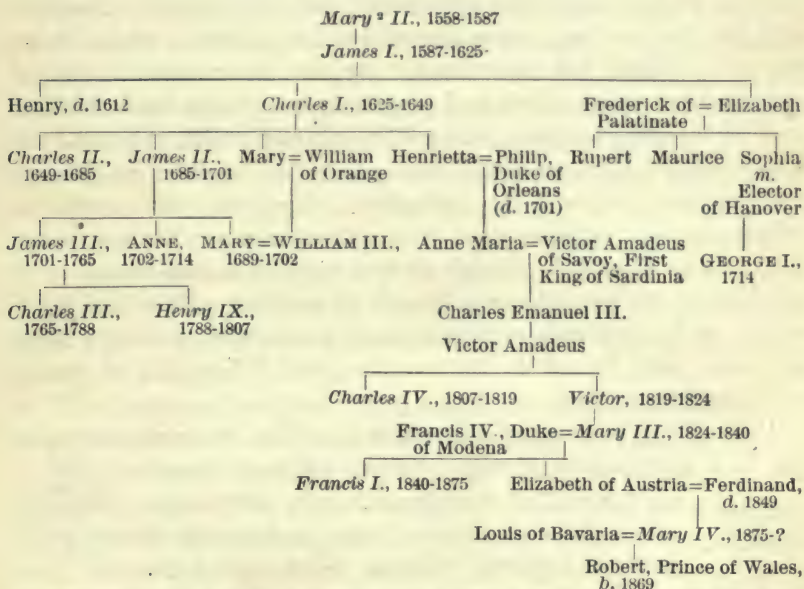 Mary ² II., 1558-1587
James I., 1587-1625
Henry, d. 1612 Charles I., 1625-1649 Frederick of = Elizabeth
Palatinate
Charles II., James II., Mary=William Henrietta=Philip, Rupert Maurice Sophia
1649-1685 1685-1701 of Orange Duke of m.
Orleans Elector
(d. 1701) of Hanover
James III., ANNE, MARY=WILLIAM III., Anne Maria=Victor Amadeus GEORGE I.,
1701-1765 1702-1714 1689-1702 of Savoy, First 1714
King of Sardinia
Charles III., Henry IX., Charles Emanuel III.
1765-1788 1788-1807
Victor Amadeus
Charles IV., 1807-1819 Victor, 1819-1824
Francis IV., Duke=Mary III., 1824-1840
of Modena
Francis I., 1840-1875 Elizabeth of Austria=Ferdinand,
d. 1849
Louis of Bavaria=Mary IV., 1875-?
Robert, Prince of Wales,
b. 1869